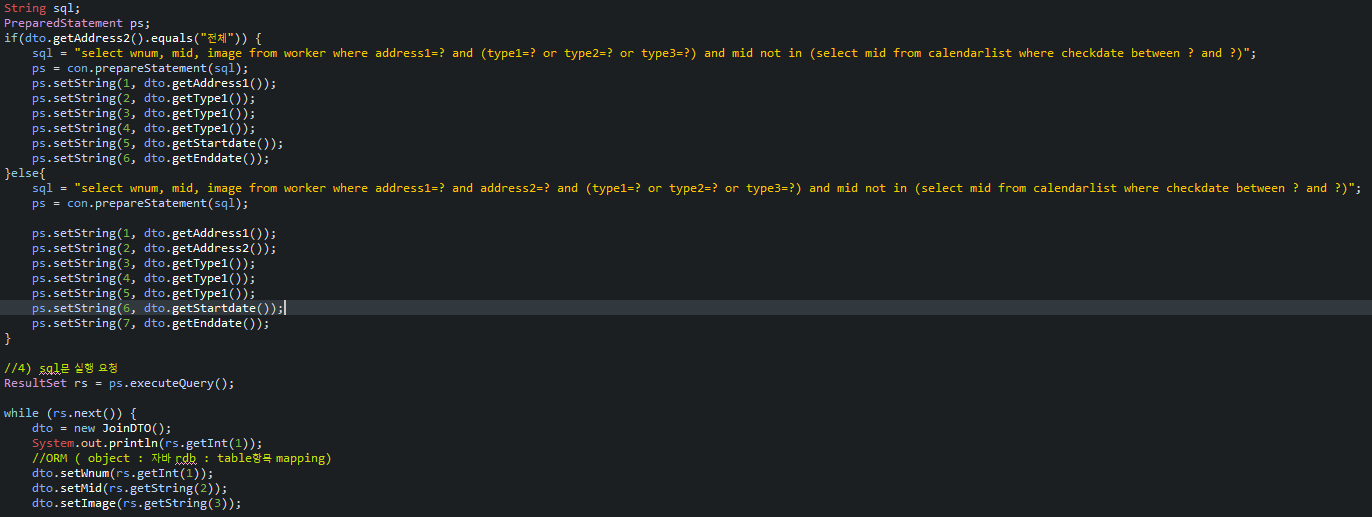 String sql;
PreparedStatement ps;
if(dto.getAddress2().equals("전체")) {
    sql = "select wnum, mid, image from worker where address1=? and (type1=? or type2=? or type3=?) and mid not in (select mid from calendarlist where checkdate between ? and ?)";
    ps = con.prepareStatement(sql);
    ps.setString(1, dto.getAddress1());
    ps.setString(2, dto.getType1());
    ps.setString(3, dto.getType1());
    ps.setString(4, dto.getType1());
    ps.setString(5, dto.getStartdate());
    ps.setString(6, dto.getEnddate());
}else{
    sql = "select wnum, mid, image from worker where address1=? and address2=? and (type1=? or type2=? or type3=?) and mid not in (select mid from calendarlist where checkdate between ? and ?)";
    ps = con.prepareStatement(sql);
    ps.setString(1, dto.getAddress1());
    ps.setString(2, dto.getAddress2());
    ps.setString(3, dto.getType1());
    ps.setString(4, dto.getType1());
    ps.setString(5, dto.getType1());
    ps.setString(6, dto.getStartdate());
    ps.setString(7, dto.getEnddate());
}
//4) sql문 실행 요청
ResultSet rs = ps.executeQuery();
while (rs.next()) {
    dto = new JoinDTO();
    System.out.println(rs.getInt(1));
    //ORM ( object : 자바 rdb : table항목 mapping)
    dto.setWnum(rs.getInt(1));
    dto.setMid(rs.getString(2));
    dto.setImage(rs.getString(3));